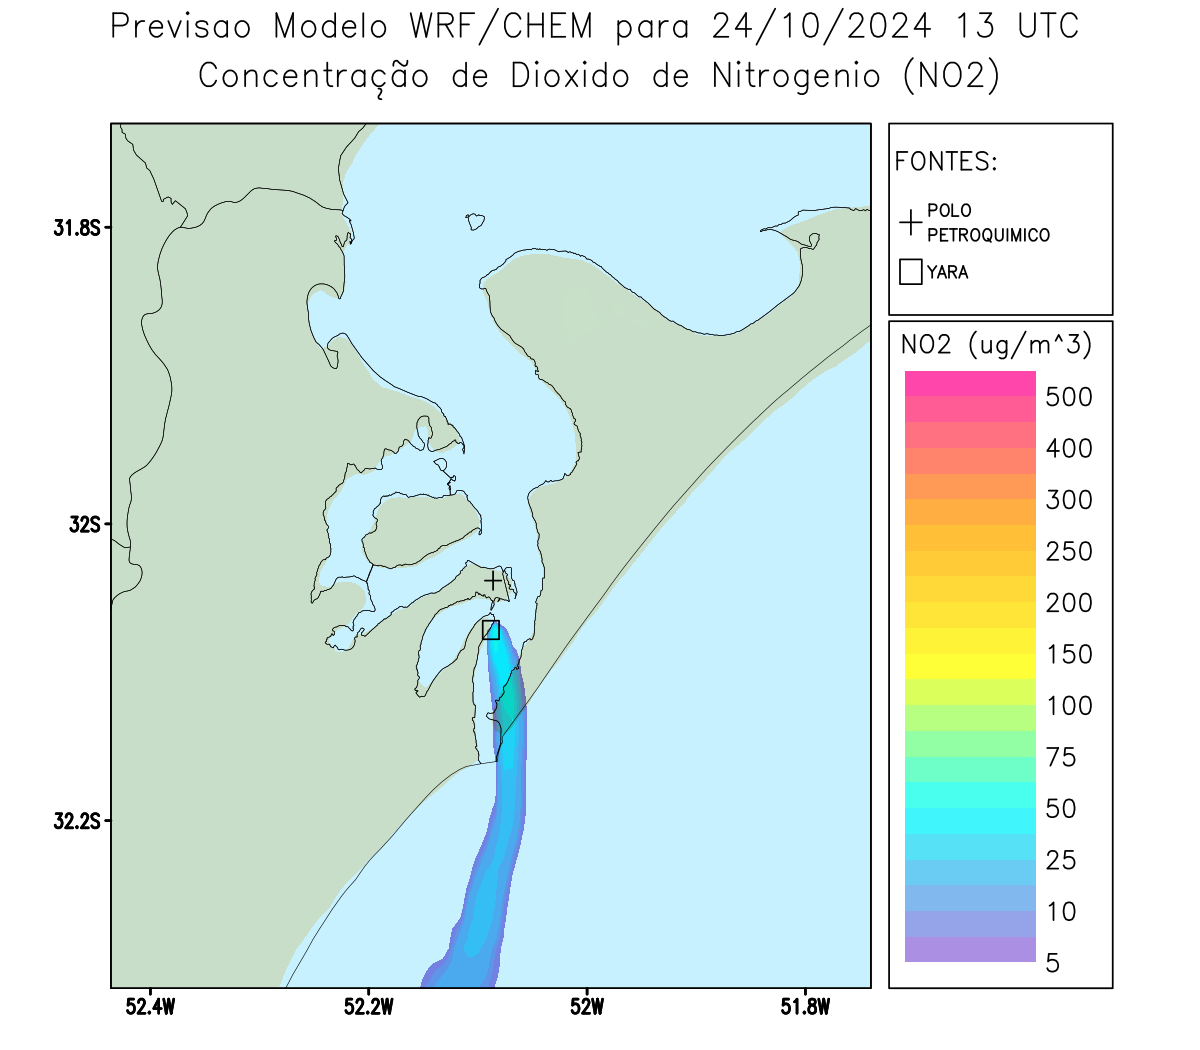 Previsao Modelo WRF/CHEM para 24/10/2024 13 UTC
Concentração de Dioxido de Nitrogenio (NO2)
FONTES:
POLO
PETROQUIMICO
YARA
NO2 (ug/m^3)
500
400
300
250
200
150
100
75
50
25
10
5
31.8S
32S
32.2S
52.4W
52.2W
52W
51.8W